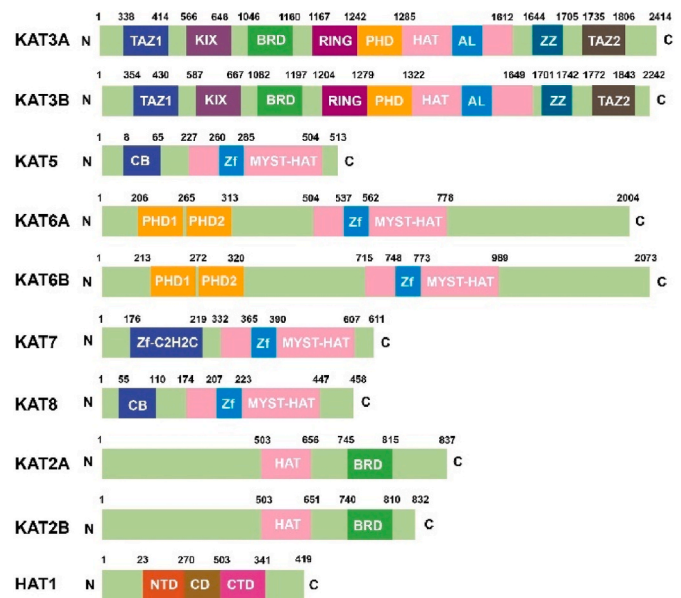 1 338 414 566 646 1046 1160 1167 1242 1285 1612 1644 1705 1735 1806 2414
KAT3A N TAZ1 KIX BRD RING PHD HAT AL ZZ TAZ2 C
1 354 430 587 667 1082 1197 1204 1279 1322 1649 1701 1742 1772 1843 2242
KAT3B N TAZ1 KIX BRD RING PHD HAT AL ZZ TAZ2 C
1 8 65 227 260 285 504 513
KAT5 N CB Zf MYST-HAT C
1 206 265 313 504 537 562 778 2004
KAT6A N PHD1 PHD2 Zf MYST-HAT C
1 213 272 320 715 748 773 989 2073
KAT6B N PHD1 PHD2 Zf MYST-HAT C
1 176 219 332 365 390 607 611
KAT7 N Zf-C2H2C Zf MYST-HAT C
1 55 110 174 207 223 447 458
KAT8 N CB Zf MYST-HAT C
1 503 656 745 815 837
KAT2A N HAT BRD C
1 503 651 740 810 832
KAT2B N HAT BRD C
1 23 270 503 341 419
HAT1 N NTD CD CTD C